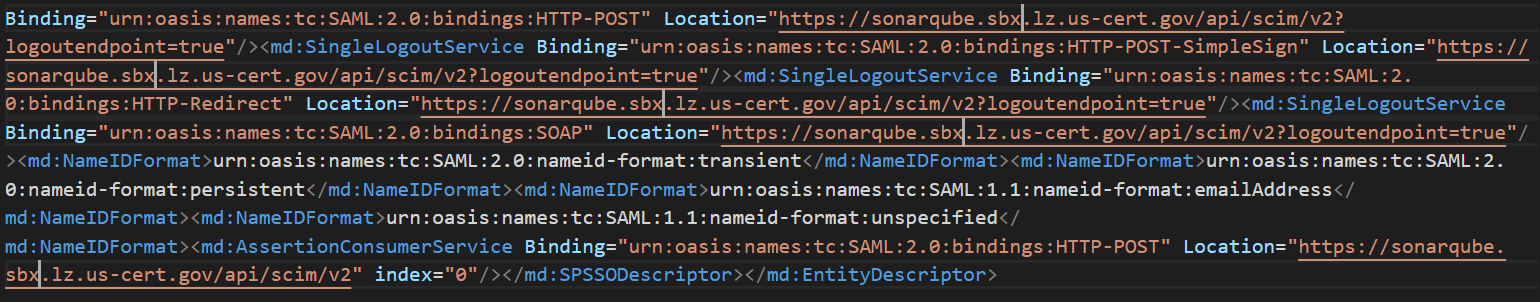 Binding="urn:oasis:names:tc:SAML:2.0:bindings:HTTP-POST" Location="https://sonarqube.sbx.lz.us-cert.gov/api/scim/v2?
logoutendpoint=true"/><md:SingleLogoutService Binding="urn:oasis:names:tc:SAML:2.0:bindings:HTTP-POST-SimpleSign" Location="https://
sonarqube.sbx.lz.us-cert.gov/api/scim/v2?logoutendpoint=true"/><md:SingleLogoutService Binding="urn:oasis:names:tc:SAML:2.
0:bindings:HTTP-Redirect" Location="https://sonarqube.sbx.lz.us-cert.gov/api/scim/v2?logoutendpoint=true"/><md:SingleLogoutService
Binding="urn:oasis:names:tc:SAML:2.0:bindings:SOAP" Location="https://sonarqube.sbx.lz.us-cert.gov/api/scim/v2?logoutendpoint=true"/
><md:NameIDFormat>urn:oasis:names:tc:SAML:2.0:nameid-format:transient</md:NameIDFormat><md:NameIDFormat>urn:oasis:names:tc:SAML:2.
0:nameid-format:persistent</md:NameIDFormat><md:NameIDFormat>urn:oasis:names:tc:SAML:1.1:nameid-format:emailAddress</
md:NameIDFormat><md:NameIDFormat>urn:oasis:names:tc:SAML:1.1:nameid-format:unspecified</
md:NameIDFormat><md:AssertionConsumerService Binding="urn:oasis:names:tc:SAML:2.0:bindings:HTTP-POST" Location="https://sonarqube.
sbx.lz.us-cert.gov/api/scim/v2" index="0"/></md:SPSSODescriptor></md:EntityDescriptor>